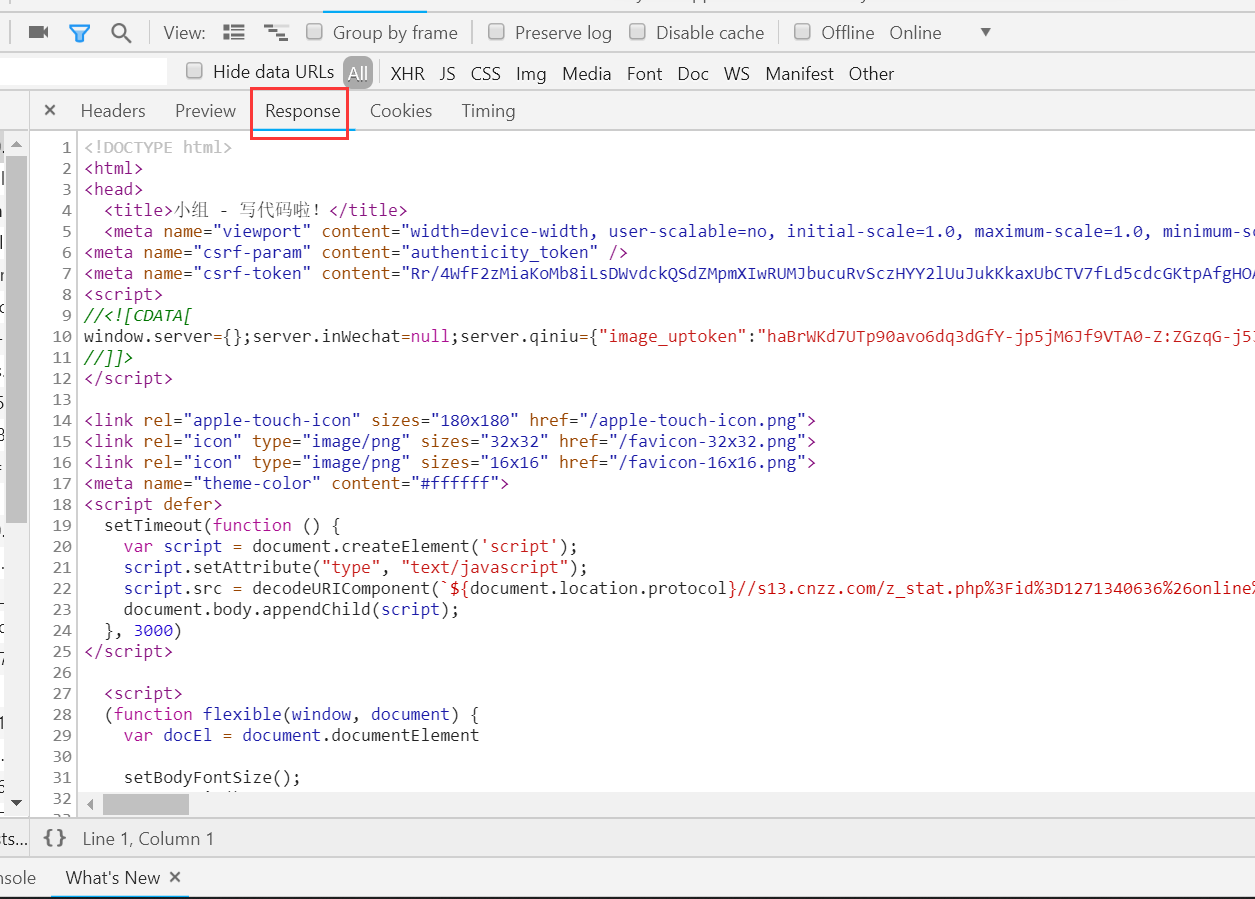 View: Group by frame Preserve log Disable cache Offline Online ▼
Hide data URLs All XHR JS CSS Img Media Font Doc WS Manifest Other
× Headers Preview Response Cookies Timing
1 <!DOCTYPE html>
2 <html>
3 <head>
4 <title>小组 - 写代码啦! </title>
5 <meta name="viewport" content="width=device-width, user-scalable=no, initial-scale=1.0, maximum-scale=1.0, minimum-sc
6 <meta name="csrf-param" content="authenticity_token" />
7 <meta name="csrf-token" content="Rr/4WfF2zMiaKoMb8iLsDWvdckQSdZMpmXIwRUMJbucuRvSczHYY2lUuJukKkaxUbCTV7fLd5cdcGKtpAfgHOA
8 <script>
9 //<![CDATA[
10 window.server={};server.inWechat=null;server.qiniu={"image_uptoken":"haBrWKd7UTp90avo6dq3dGfY-jp5jM6Jf9VTA0-Z:ZGzqG-j5
11 //]]>
12 </script>
13
14 <link rel="apple-touch-icon" sizes="180x180" href="/apple-touch-icon.png">
15 <link rel="icon" type="image/png" sizes="32x32" href="/favicon-32x32.png">
16 <link rel="icon" type="image/png" sizes="16x16" href="/favicon-16x16.png">
17 <meta name="theme-color" content="#ffffff">
18 <script defer>
19 setTimeout(function () {
20 var script = document.createElement('script');
21 script.setAttribute("type", "text/javascript");
22 script.src = decodeURIComponent(`${document.location.protocol}//s13.cnzz.com/z_stat.php%3Fid%3D1271340636%26online%
23 document.body.appendChild(script);
24 }, 3000)
25 </script>
26
27 <script>
28 (function flexible(window, document) {
29 var docEl = document.documentElement
30
31 setBodyFontSize();
32
sts... {} Line 1, Column 1
nsole What's New ×